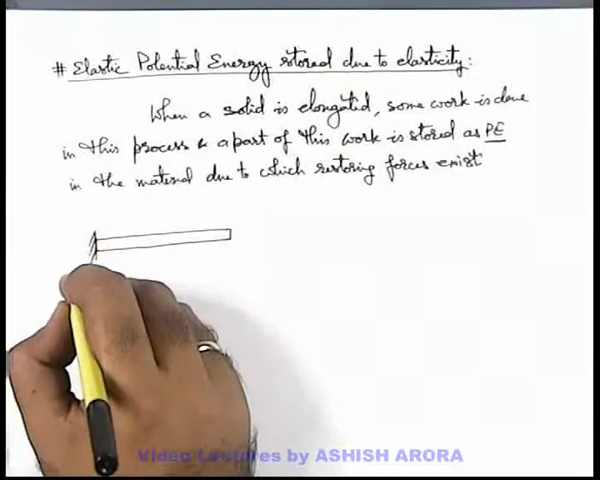 # Elastic Potential Energy stored due to elasticity:
When a solid is elongated, some work is done
in this process & a part of this work is stored as PE
in the material due to which restoring forces exist
Video Lectures by ASHISH ARORA